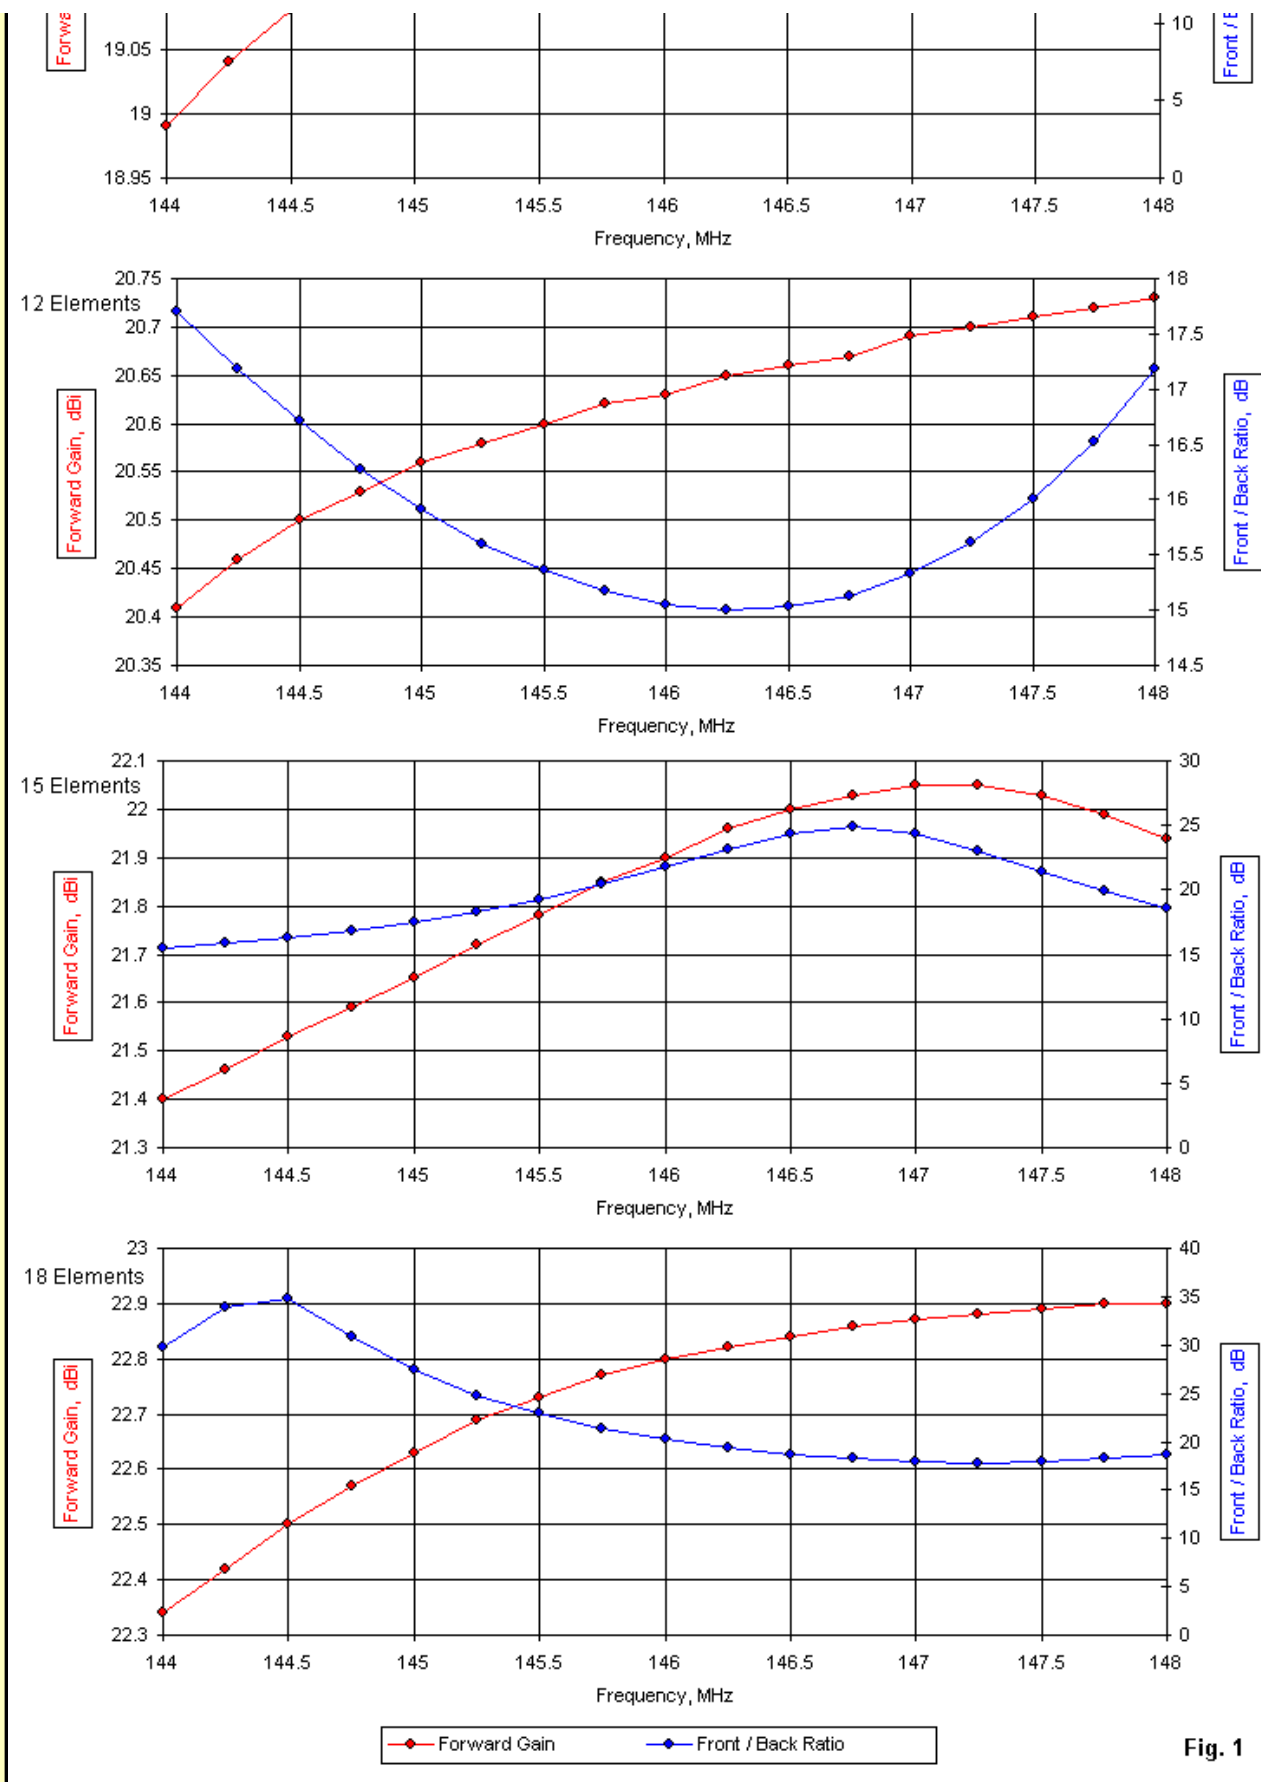 Forwa
19.05
19
18.95
10
5
0
Front / B
144 144.5 145 145.5 146 146.5 147 147.5 148
Frequency, MHz
12 Elements
Forward Gain, dBi
20.75
20.7
20.65
20.6
20.55
20.5
20.45
20.4
20.35
18
17.5
17
16.5
16
15.5
15
14.5
Front / Back Ratio, dB
144 144.5 145 145.5 146 146.5 147 147.5 148
Frequency, MHz
15 Elements
Forward Gain, dBi
22.1
22
21.9
21.8
21.7
21.6
21.5
21.4
21.3
30
25
20
15
10
5
0
Front / Back Ratio, dB
144 144.5 145 145.5 146 146.5 147 147.5 148
Frequency, MHz
18 Elements
Forward Gain, dBi
23
22.9
22.8
22.7
22.6
22.5
22.4
22.3
40
35
30
25
20
15
10
5
0
Front / Back Ratio, dB
144 144.5 145 145.5 146 146.5 147 147.5 148
Frequency, MHz
Forward Gain Front / Back Ratio
Fig. 1